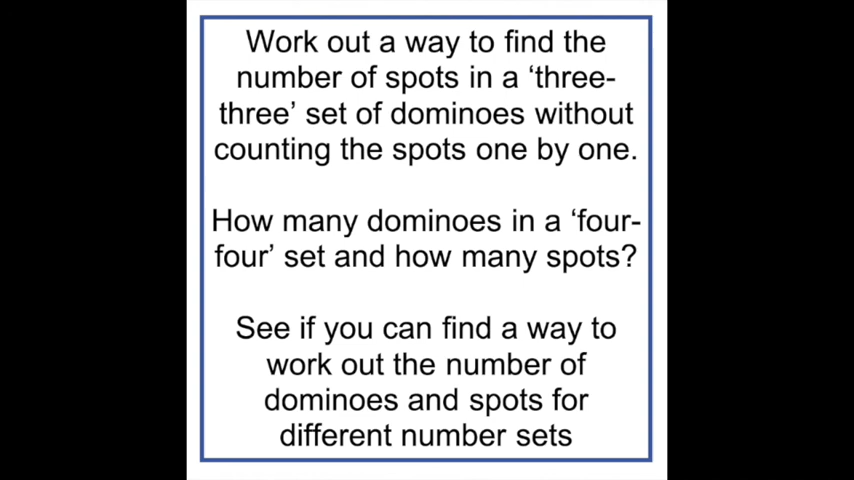 Work out a way to find the
number of spots in a ‘three-
three’ set of dominoes without
counting the spots one by one.
How many dominoes in a ‘four-
four’ set and how many spots?
See if you can find a way to
work out the number of
dominoes and spots for
different number sets